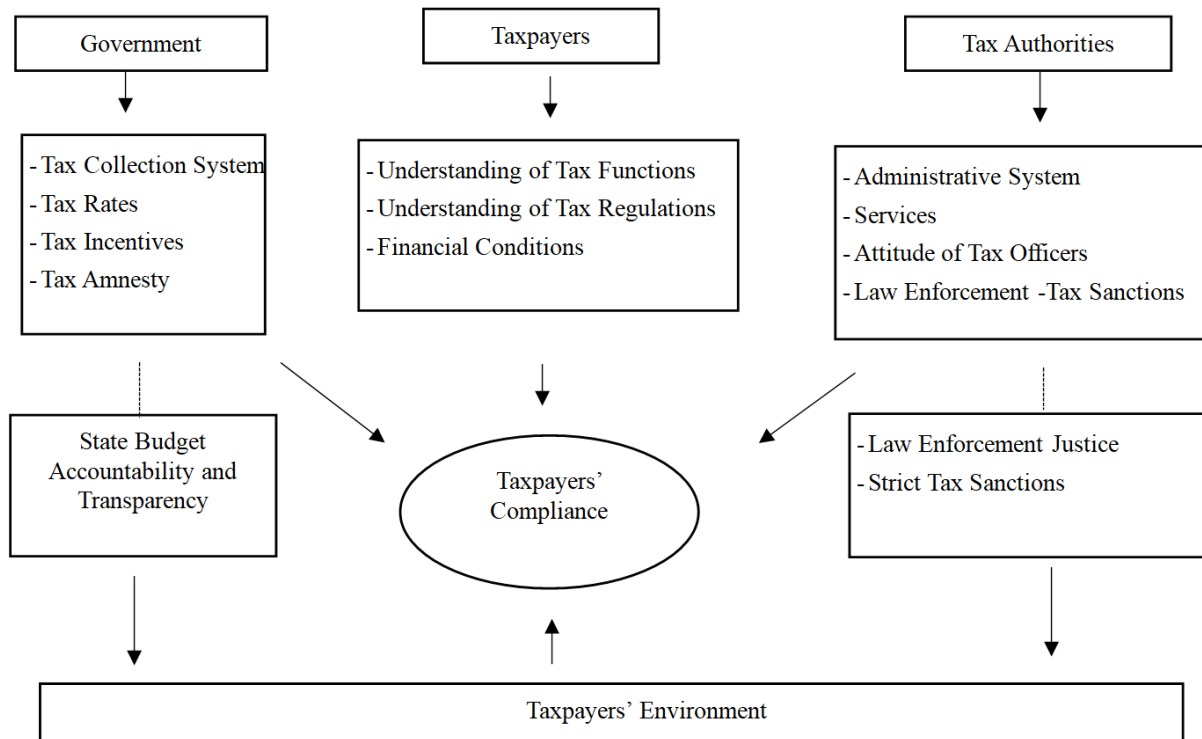 Government
Taxpayers
Tax Authorities
- Tax Collection System
- Tax Rates
- Tax Incentives
- Tax Amnesty
- Understanding of Tax Functions
- Understanding of Tax Regulations
- Financial Conditions
- Administrative System
- Services
- Attitude of Tax Officers
- Law Enforcement -Tax Sanctions
State Budget
Accountability and
Transparency
Taxpayers’
Compliance
- Law Enforcement Justice
- Strict Tax Sanctions
Taxpayers’ Environment